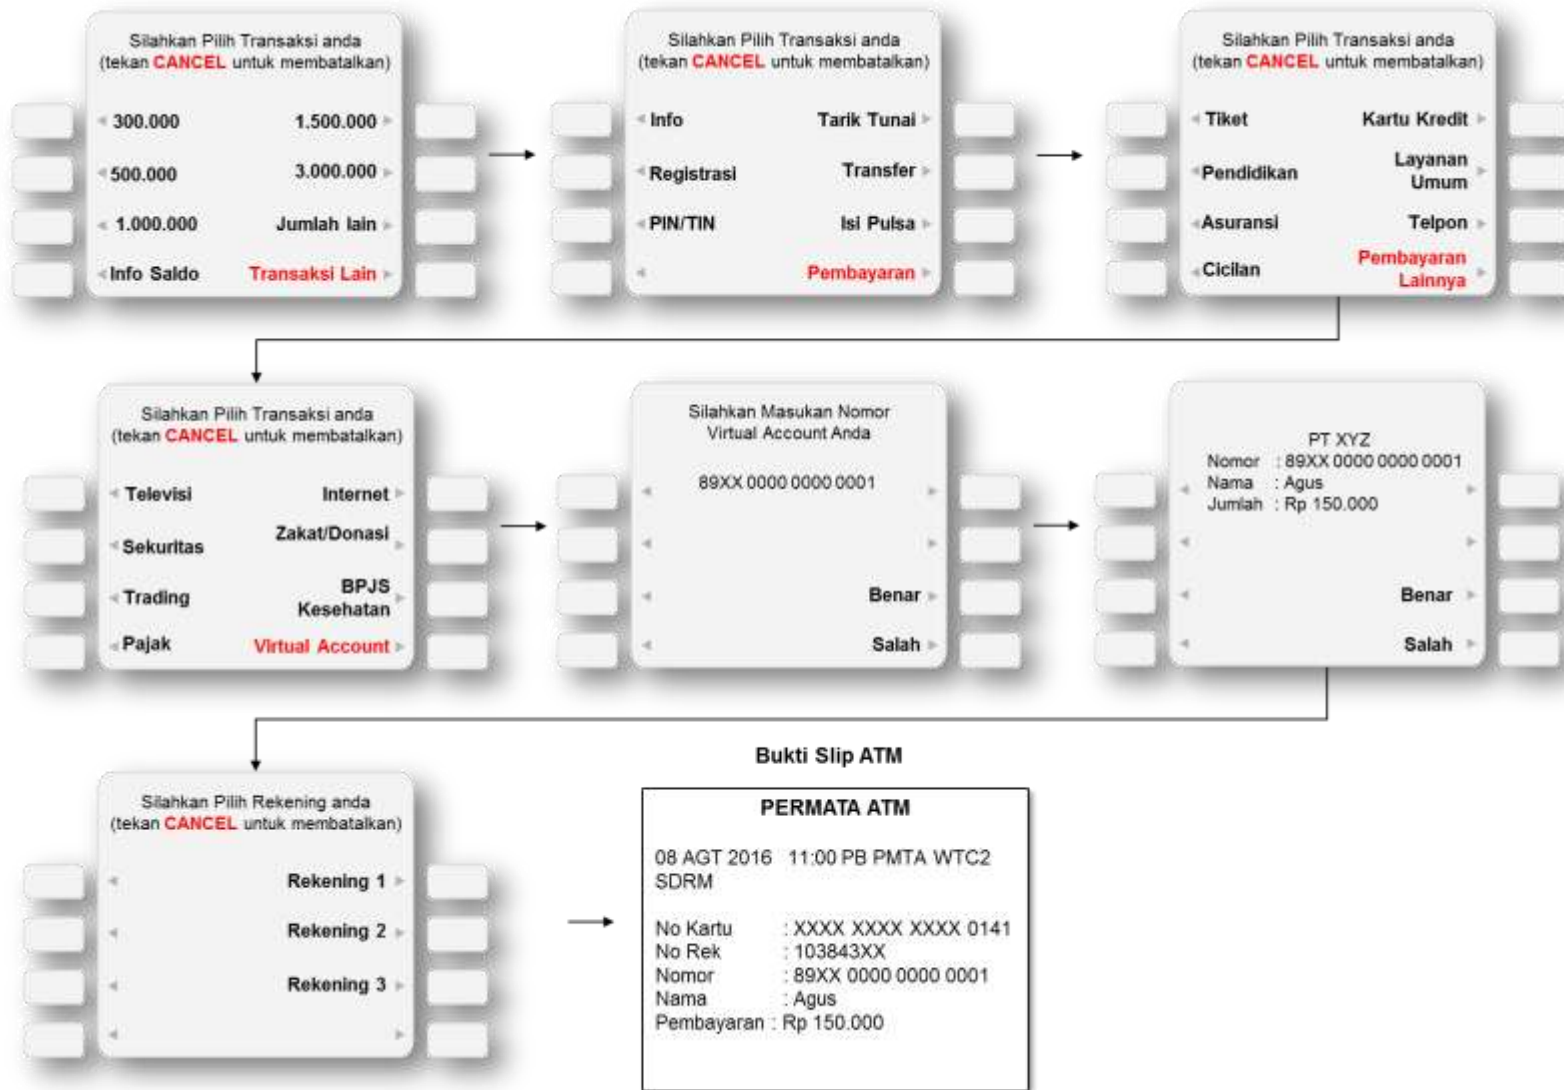 Silahkan Pilih Transaksi anda
(tekan CANCEL untuk membatalkan)
300.000 1.500.000
500.000 3.000.000
1.000.000 Jumlah lain
Info Saldo Transaksi Lain
Silahkan Pilih Transaksi anda
(tekan CANCEL untuk membatalkan)
Info Tarik Tunai
Registrasi Transfer
PIN/TIN Isi Pulsa
Pembayaran
Silahkan Pilih Transaksi anda
(tekan CANCEL untuk membatalkan)
Tiket Kartu Kredit
Pendidikan Layanan
Umum
Asuransi Telpon
Cicilan Pembayaran
Lainnya
Silahkan Pilih Transaksi anda
(tekan CANCEL untuk membatalkan)
Televisi Internet
Sekuritas Zakat/Donasi
Trading BPJS
Kesehatan
Pajak Virtual Account
Silahkan Masukan Nomor
Virtual Account Anda
89XX 0000 0000 0001
Benar
Salah
PT XYZ
Nomor : 89XX 0000 0000 0001
Nama : Agus
Jumlah : Rp 150.000
Benar
Salah
Silahkan Pilih Rekening anda
(tekan CANCEL untuk membatalkan)
Rekening 1
Rekening 2
Rekening 3
Bukti Slip ATM
PERMATA ATM
08 AGT 2016 11:00 PB PMTA WTC2
SDRM
No Kartu : XXXX XXXX XXXX 0141
No Rek : 103843XX
Nomor : 89XX 0000 0000 0001
Nama : Agus
Pembayaran : Rp 150.000